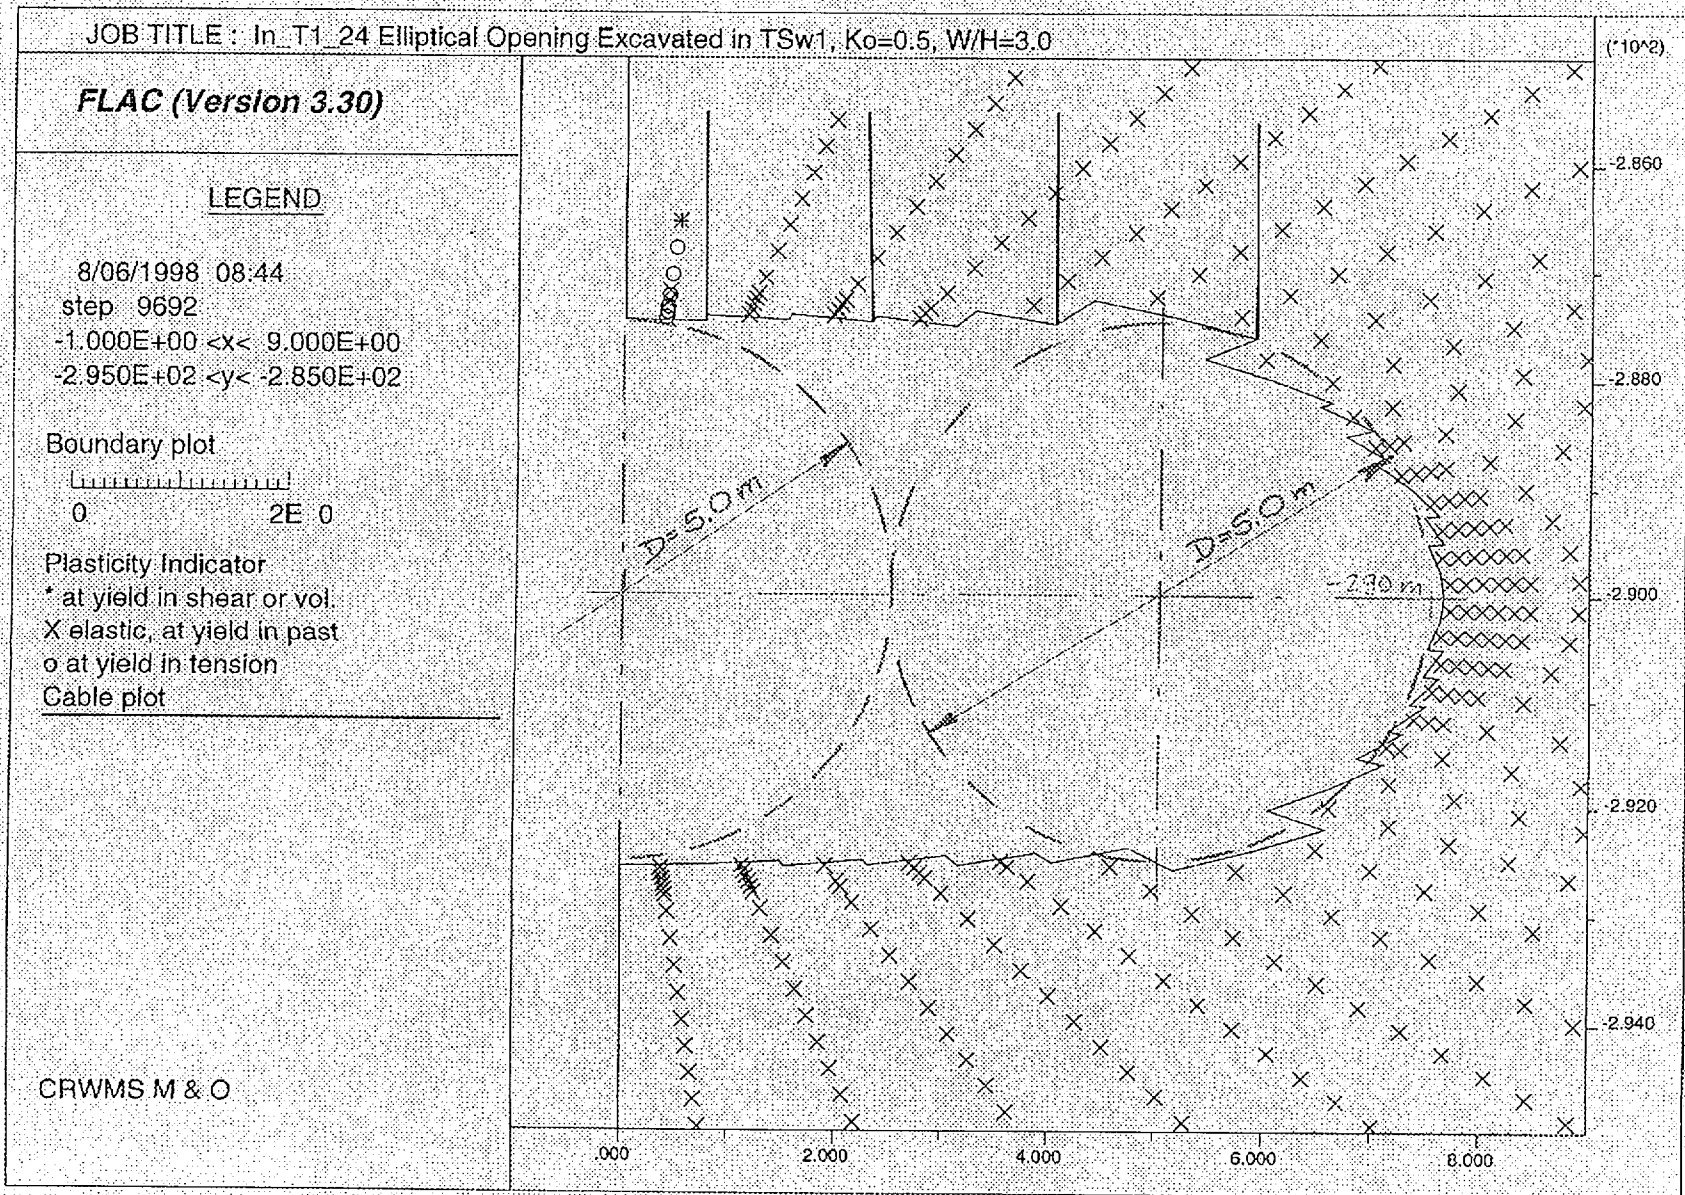 JOB TITLE : In_T1_24 Elliptical Opening Excavated in TSw1, Ko=0.5, W/H=3.0
(*10^2)
FLAC (Version 3.30)
LEGEND
8/06/1998 08:44
step 9692
-1.000E+00 <x< 9.000E+00
-2.950E+02 <y< -2.850E+02
Boundary plot
0 2E 0
Plasticity Indicator
* at yield in shear or vol.
X elastic, at yield in past
o at yield in tension
Cable plot
CRWMS M & O
D=5.0 m
D=5.0 m
-290 m
-2.860
-2.880
-2.900
-2.920
-2.940
.000 2.000 4.000 6.000 8.000